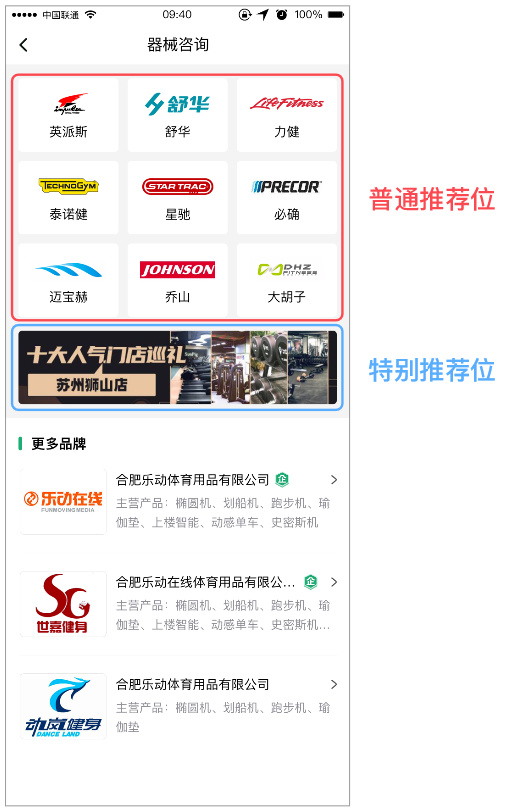 中国联通
09:40
100%
器械咨询
impulse
英派斯
舒华
舒华
LifeFitness
力健
TECHNOGYM
泰诺健
STAR TRAC
星驰
PRECOR
必确
迈宝赫
JOHNSON
乔山
DHZ
FITNESS
大胡子
普通推荐位
十大人气门店巡礼
苏州狮山店
特别推荐位
更多品牌
乐动在线
FUNMOVINGMEDIA
合肥乐动体育用品有限公司
企
主营产品：椭圆机、划船机、跑步机、瑜
伽垫、上楼智能、动感单车、史密斯机
世嘉健身
合肥乐动在线体育用品有限公...
企
主营产品：椭圆机、划船机、跑步机、瑜
伽垫、上楼智能、动感单车、史密斯机...
动岚健身
DANCE LAND
合肥乐动体育用品有限公司
主营产品：椭圆机、划船机、跑步机、瑜
伽垫